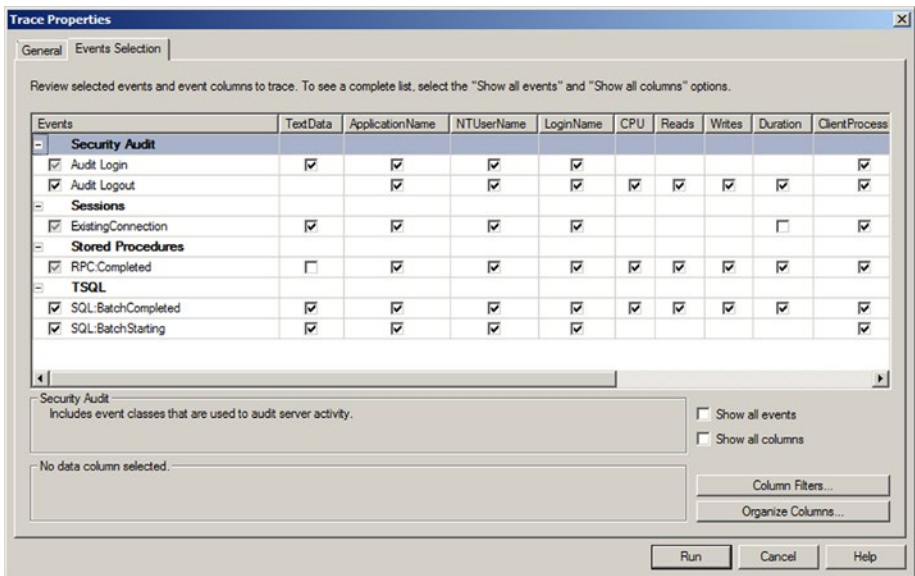 Trace Properties
General Events Selection
Review selected events and event columns to trace. To see a complete list, select the "Show all events" and "Show all columns" options.
Events TextData ApplicationName NTUserName LoginName CPU Reads Writes Duration ClientProcess
Security Audit
Audit Login
Audit Logout
Sessions
ExistingConnection
Stored Procedures
RPC:Completed
TSQL
SQL:BatchCompleted
SQL:BatchStarting
Security Audit
Includes event classes that are used to audit server activity.
Show all events
Show all columns
No data column selected.
Column Filters...
Organize Columns...
Run Cancel Help